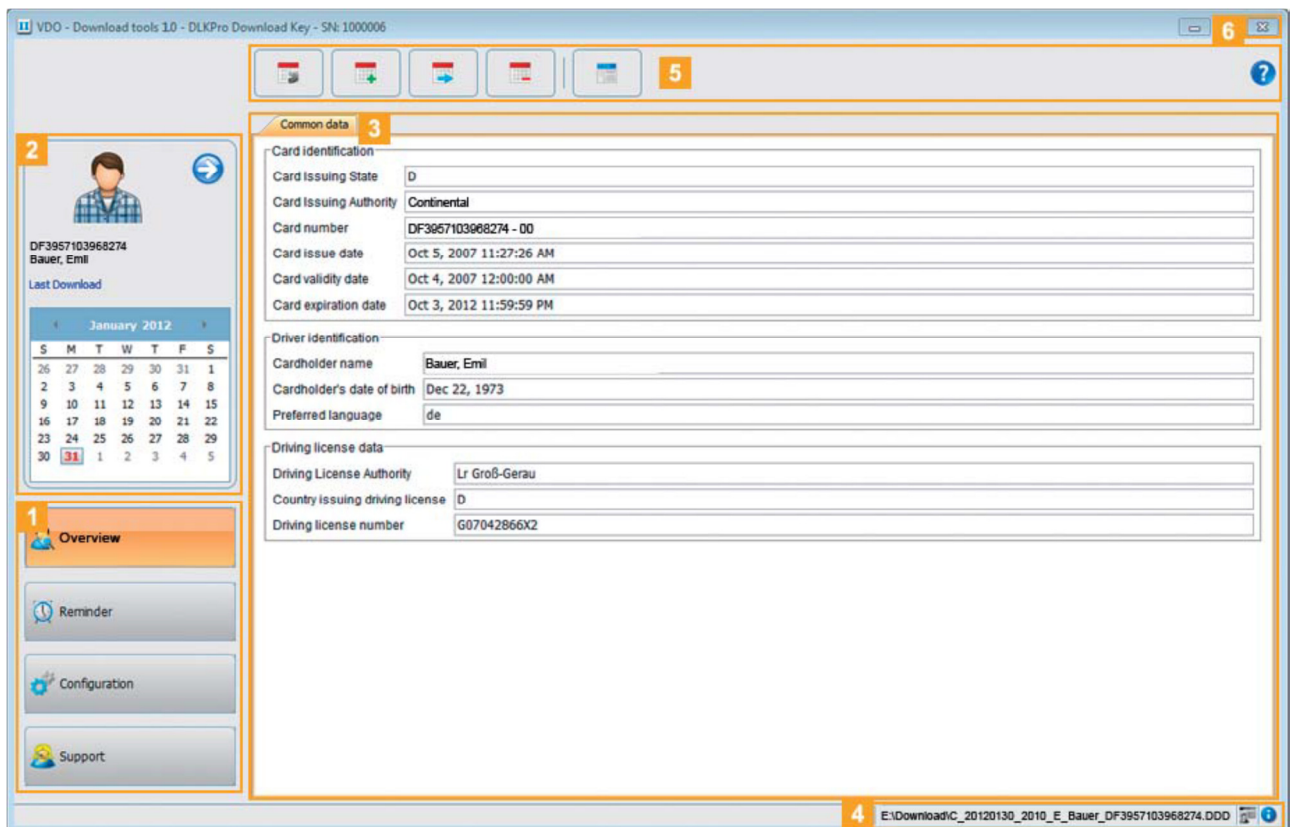 VDO - Download tools 1.0 - DLKPro Download Key - SN: 1000006
6
5
?
2
DF3957103968274
Bauer, Emil
Last Download
January 2012
S M T W T F S
26 27 28 29 30 31 1
2 3 4 5 6 7 8
9 10 11 12 13 14 15
16 17 18 19 20 21 22
23 24 25 26 27 28 29
30 31 1 2 3 4 5
1
Overview
Reminder
Configuration
Support
Common data
3
Card identification
Card Issuing State D
Card Issuing Authority Continental
Card number DF3957103968274 - 00
Card issue date Oct 5, 2007 11:27:26 AM
Card validity date Oct 4, 2007 12:00:00 AM
Card expiration date Oct 3, 2012 11:59:59 PM
Driver identification
Cardholder name Bauer, Emil
Cardholder's date of birth Dec 22, 1973
Preferred language de
Driving license data
Driving License Authority Lr Groß-Gerau
Country issuing driving license D
Driving license number G07042866X2
4
E:\Download\C_20120130_2010_E_Bauer_DF3957103968274.DDD